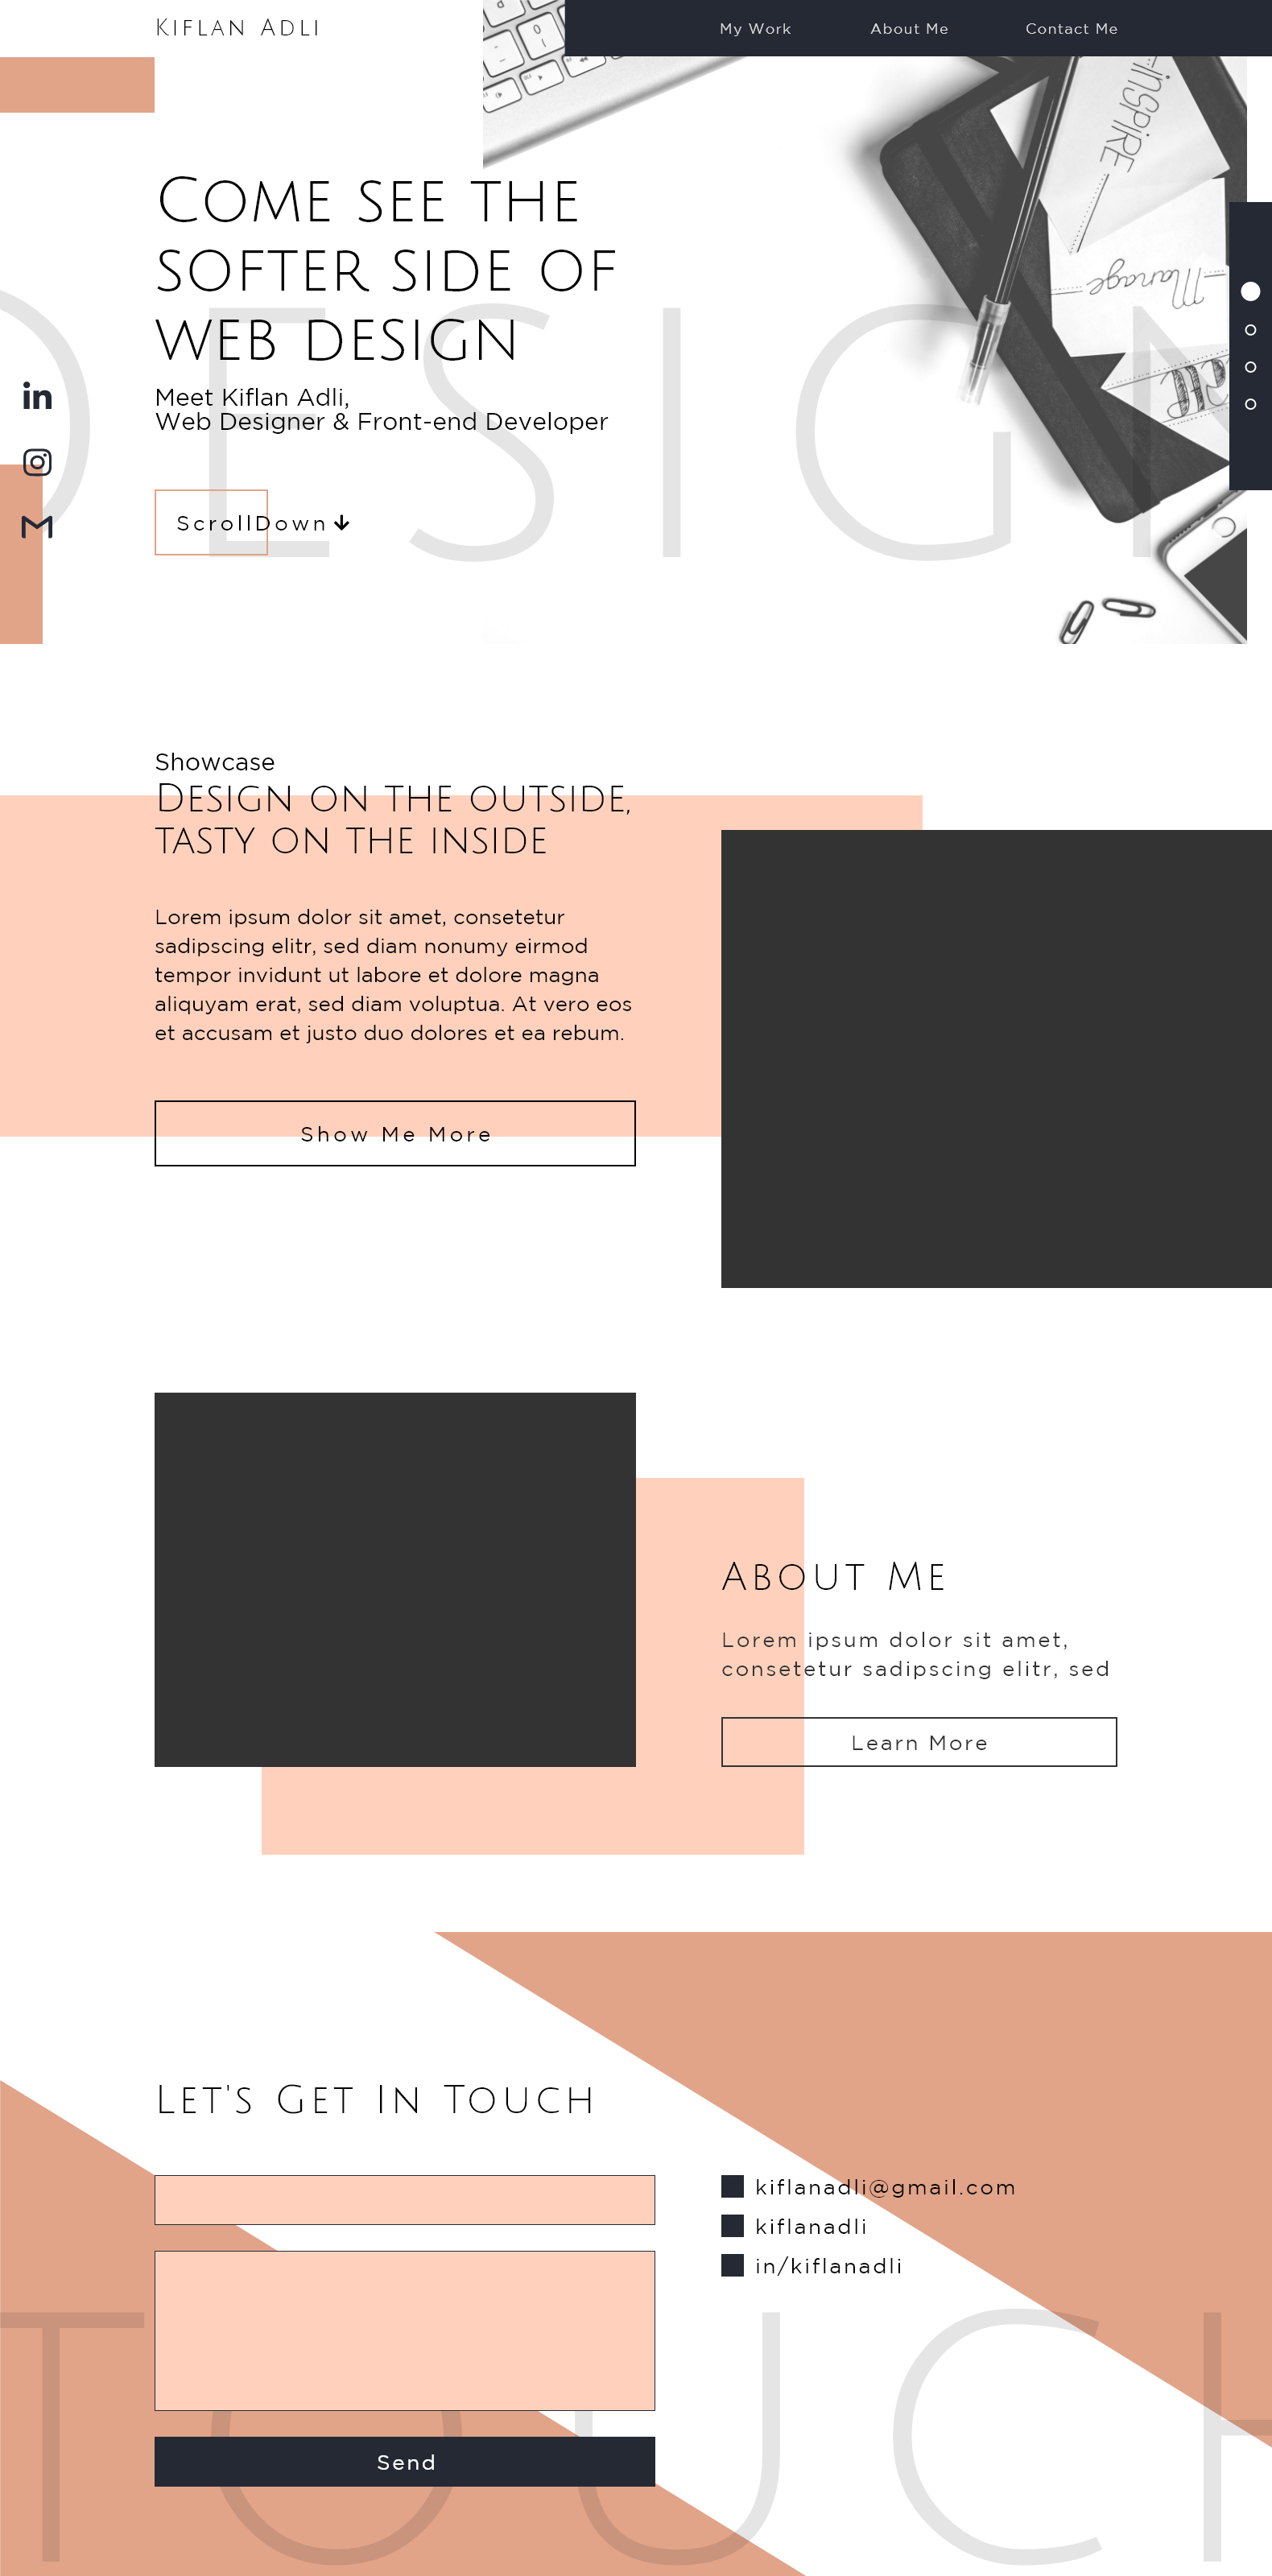 Kiflan Adli
My Work
About Me
Contact Me
INSPIRE
Manage
Come see the
softer side of
web design
DESIGN
Meet Kiflan Adli,
Web Designer & Front-end Developer
in
ScrollDown
Showcase
Design on the outside,
tasty on the inside
Lorem ipsum dolor sit amet, consetetur
sadipscing elitr, sed diam nonumy eirmod
tempor invidunt ut labore et dolore magna
aliquyam erat, sed diam voluptua. At vero eos
et accusam et justo duo dolores et ea rebum.
Show Me More
About Me
Lorem ipsum dolor sit amet,
consetetur sadipscing elitr, sed
Learn More
Let's Get In Touch
kiflanadli@gmail.com
kiflanadli
in/kiflanadli
TOUCH
Send